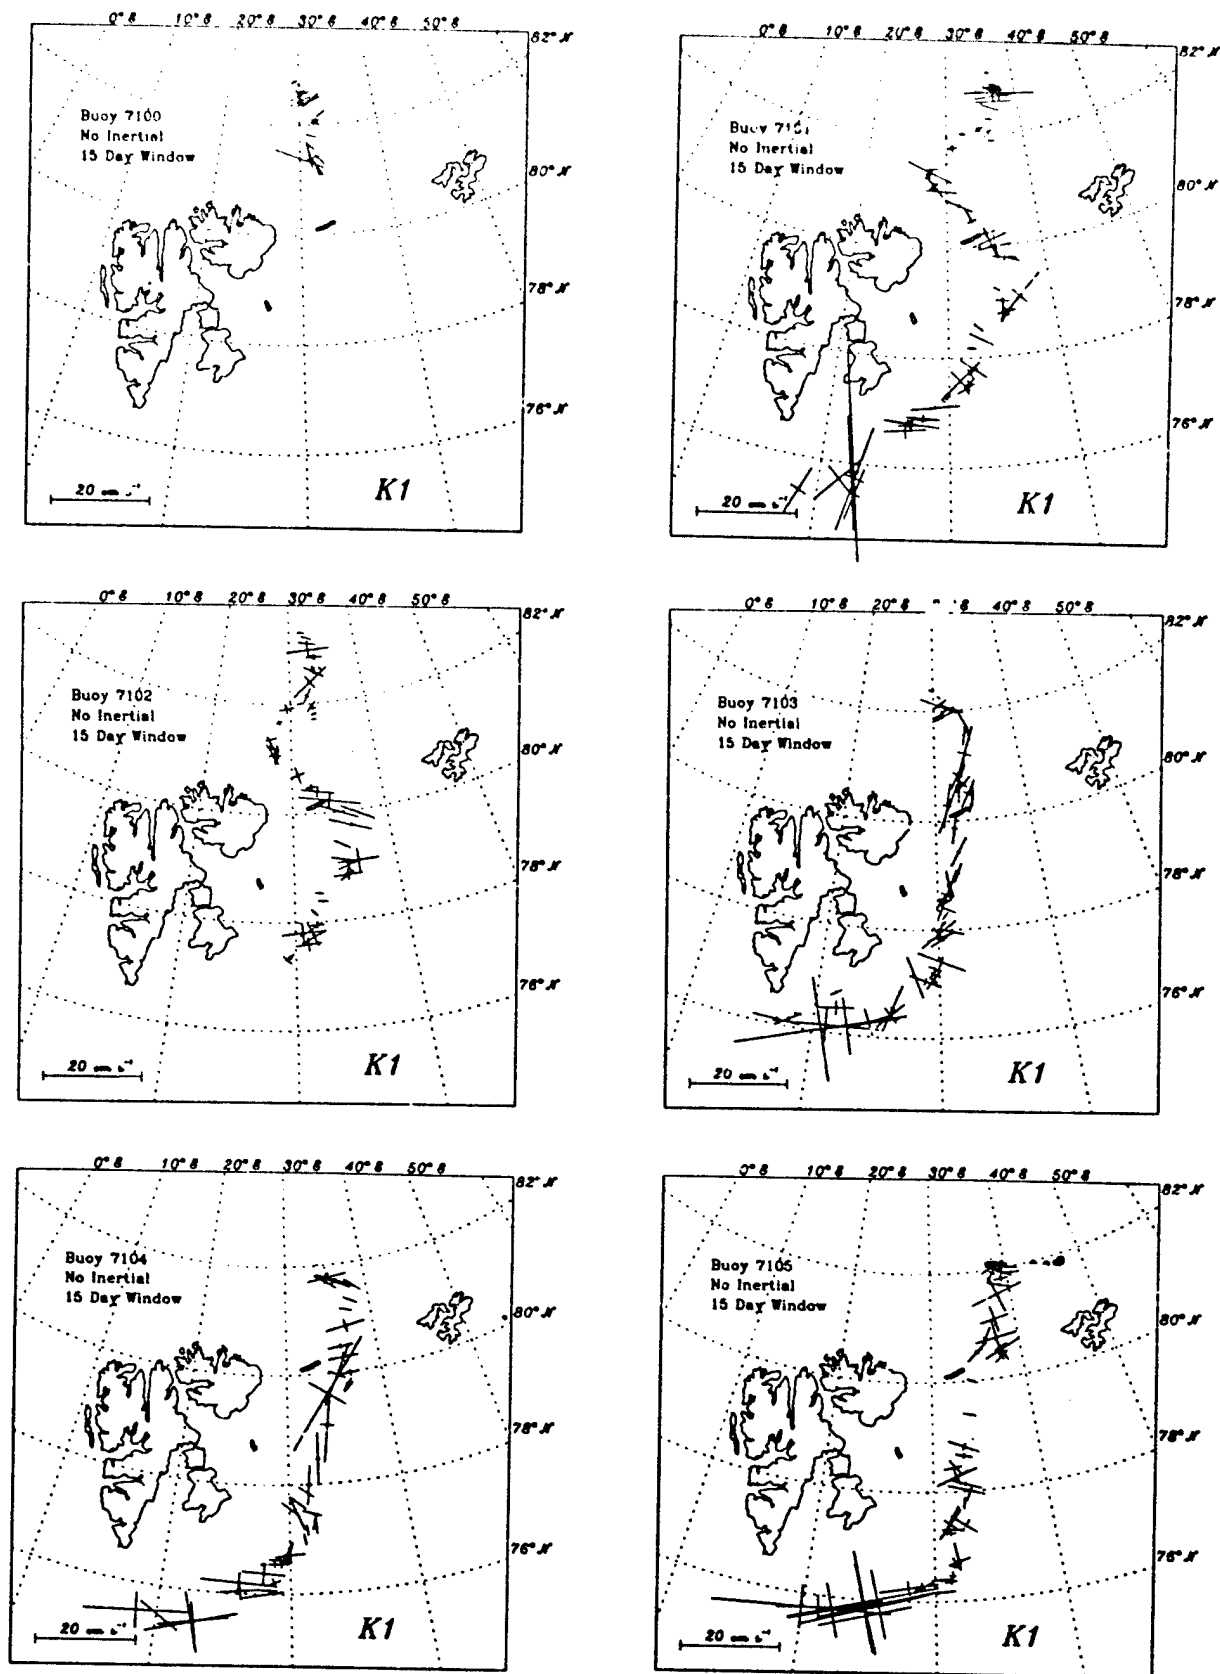 0° E 10° E 20° E 30° E 40° E 50° E
82° N
Buoy 7100
No Inertial
15 Day Window
80° N
78° N
76° N
20 cm s⁻¹
K1
0° E 10° E 20° E 30° E 40° E 50° E
82° N
Buoy 7101
No Inertial
15 Day Window
80° N
78° N
76° N
20 cm s⁻¹
K1
0° E 10° E 20° E 30° E 40° E 50° E
82° N
Buoy 7102
No Inertial
15 Day Window
80° N
78° N
76° N
20 cm s⁻¹
K1
0° E 10° E 20° E 40° E 50° E
82° N
Buoy 7103
No Inertial
15 Day Window
80° N
78° N
76° N
20 cm s⁻¹
K1
0° E 10° E 20° E 30° E 40° E 50° E
82° N
Buoy 7104
No Inertial
15 Day Window
80° N
78° N
76° N
20 cm s⁻¹
K1
0° E 10° E 20° E 30° E 40° E 50° E
82° N
Buoy 7105
No Inertial
15 Day Window
80° N
78° N
76° N
20 cm s⁻¹
K1